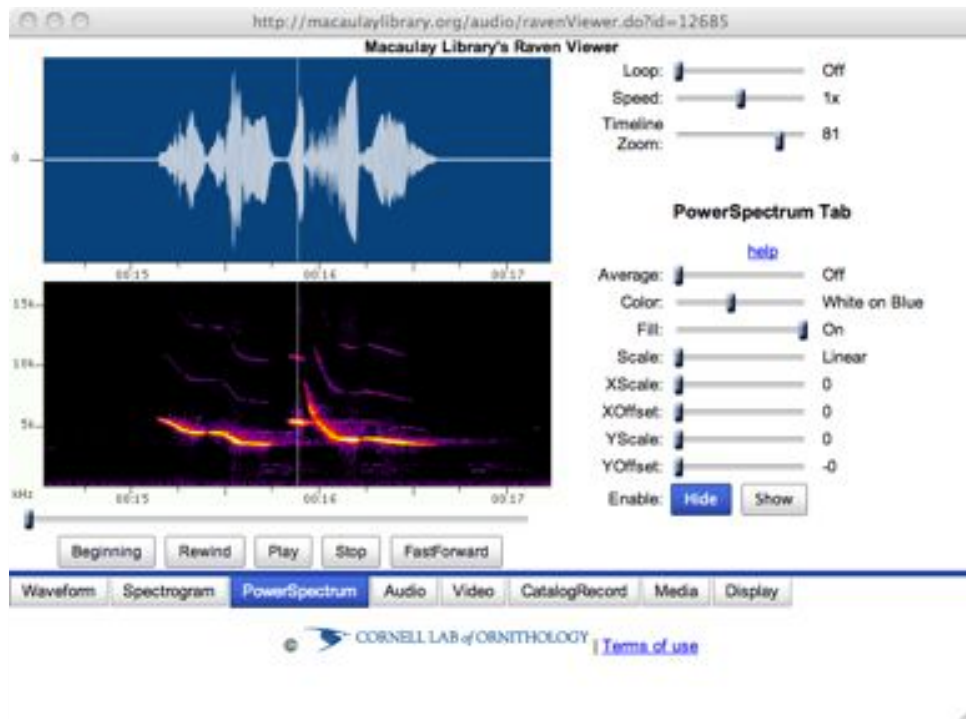 http://macaulaylibrary.org/audio/ravenViewer.do?id=12685
Macaulay Library's Raven Viewer
Loop: Off
Speed: 1x
Timeline Zoom: 81
0
00:15 00:16 00:17
PowerSpectrum Tab
help
Average: Off
Color: White on Blue
Fill: On
Scale: Linear
XScale: 0
XOffset: 0
YScale: 0
YOffset: -0
Enable: Hide Show
15k
10k
5k
kHz
00:15 00:16 00:17
Beginning Rewind Play Stop FastForward
Waveform Spectrogram PowerSpectrum Audio Video CatalogRecord Media Display
© CORNELL LAB of ORNITHOLOGY | Terms of use